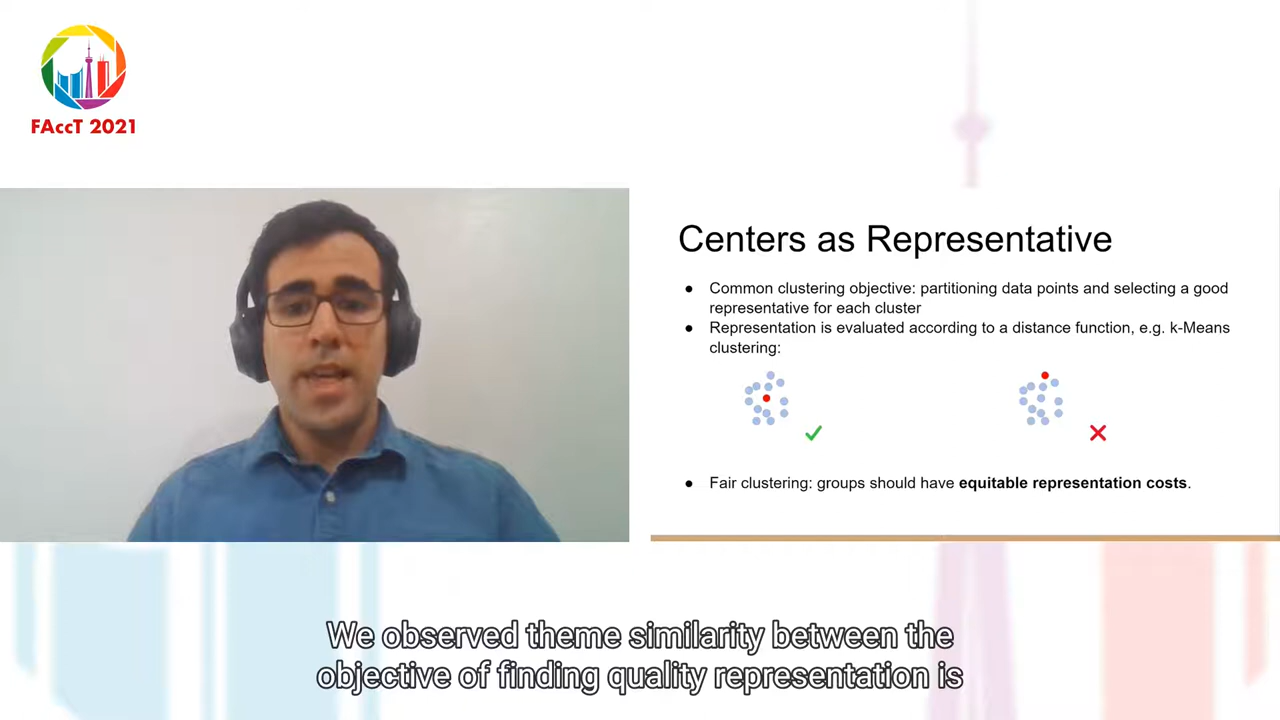 FAccT 2021
Centers as Representative
● Common clustering objective: partitioning data points and selecting a good
representative for each cluster
● Representation is evaluated according to a distance function, e.g. k-Means
clustering:
● Fair clustering: groups should have equitable representation costs.
We observed theme similarity between the
objective of finding quality representation is